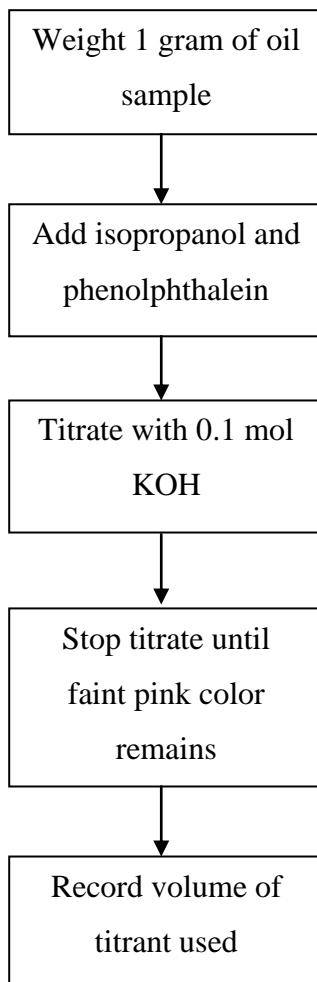 Weight 1 gram of oil
sample
Add isopropanol and
phenolphthalein
Titrate with 0.1 mol
KOH
Stop titrate until
faint pink color
remains
Record volume of
titrant used